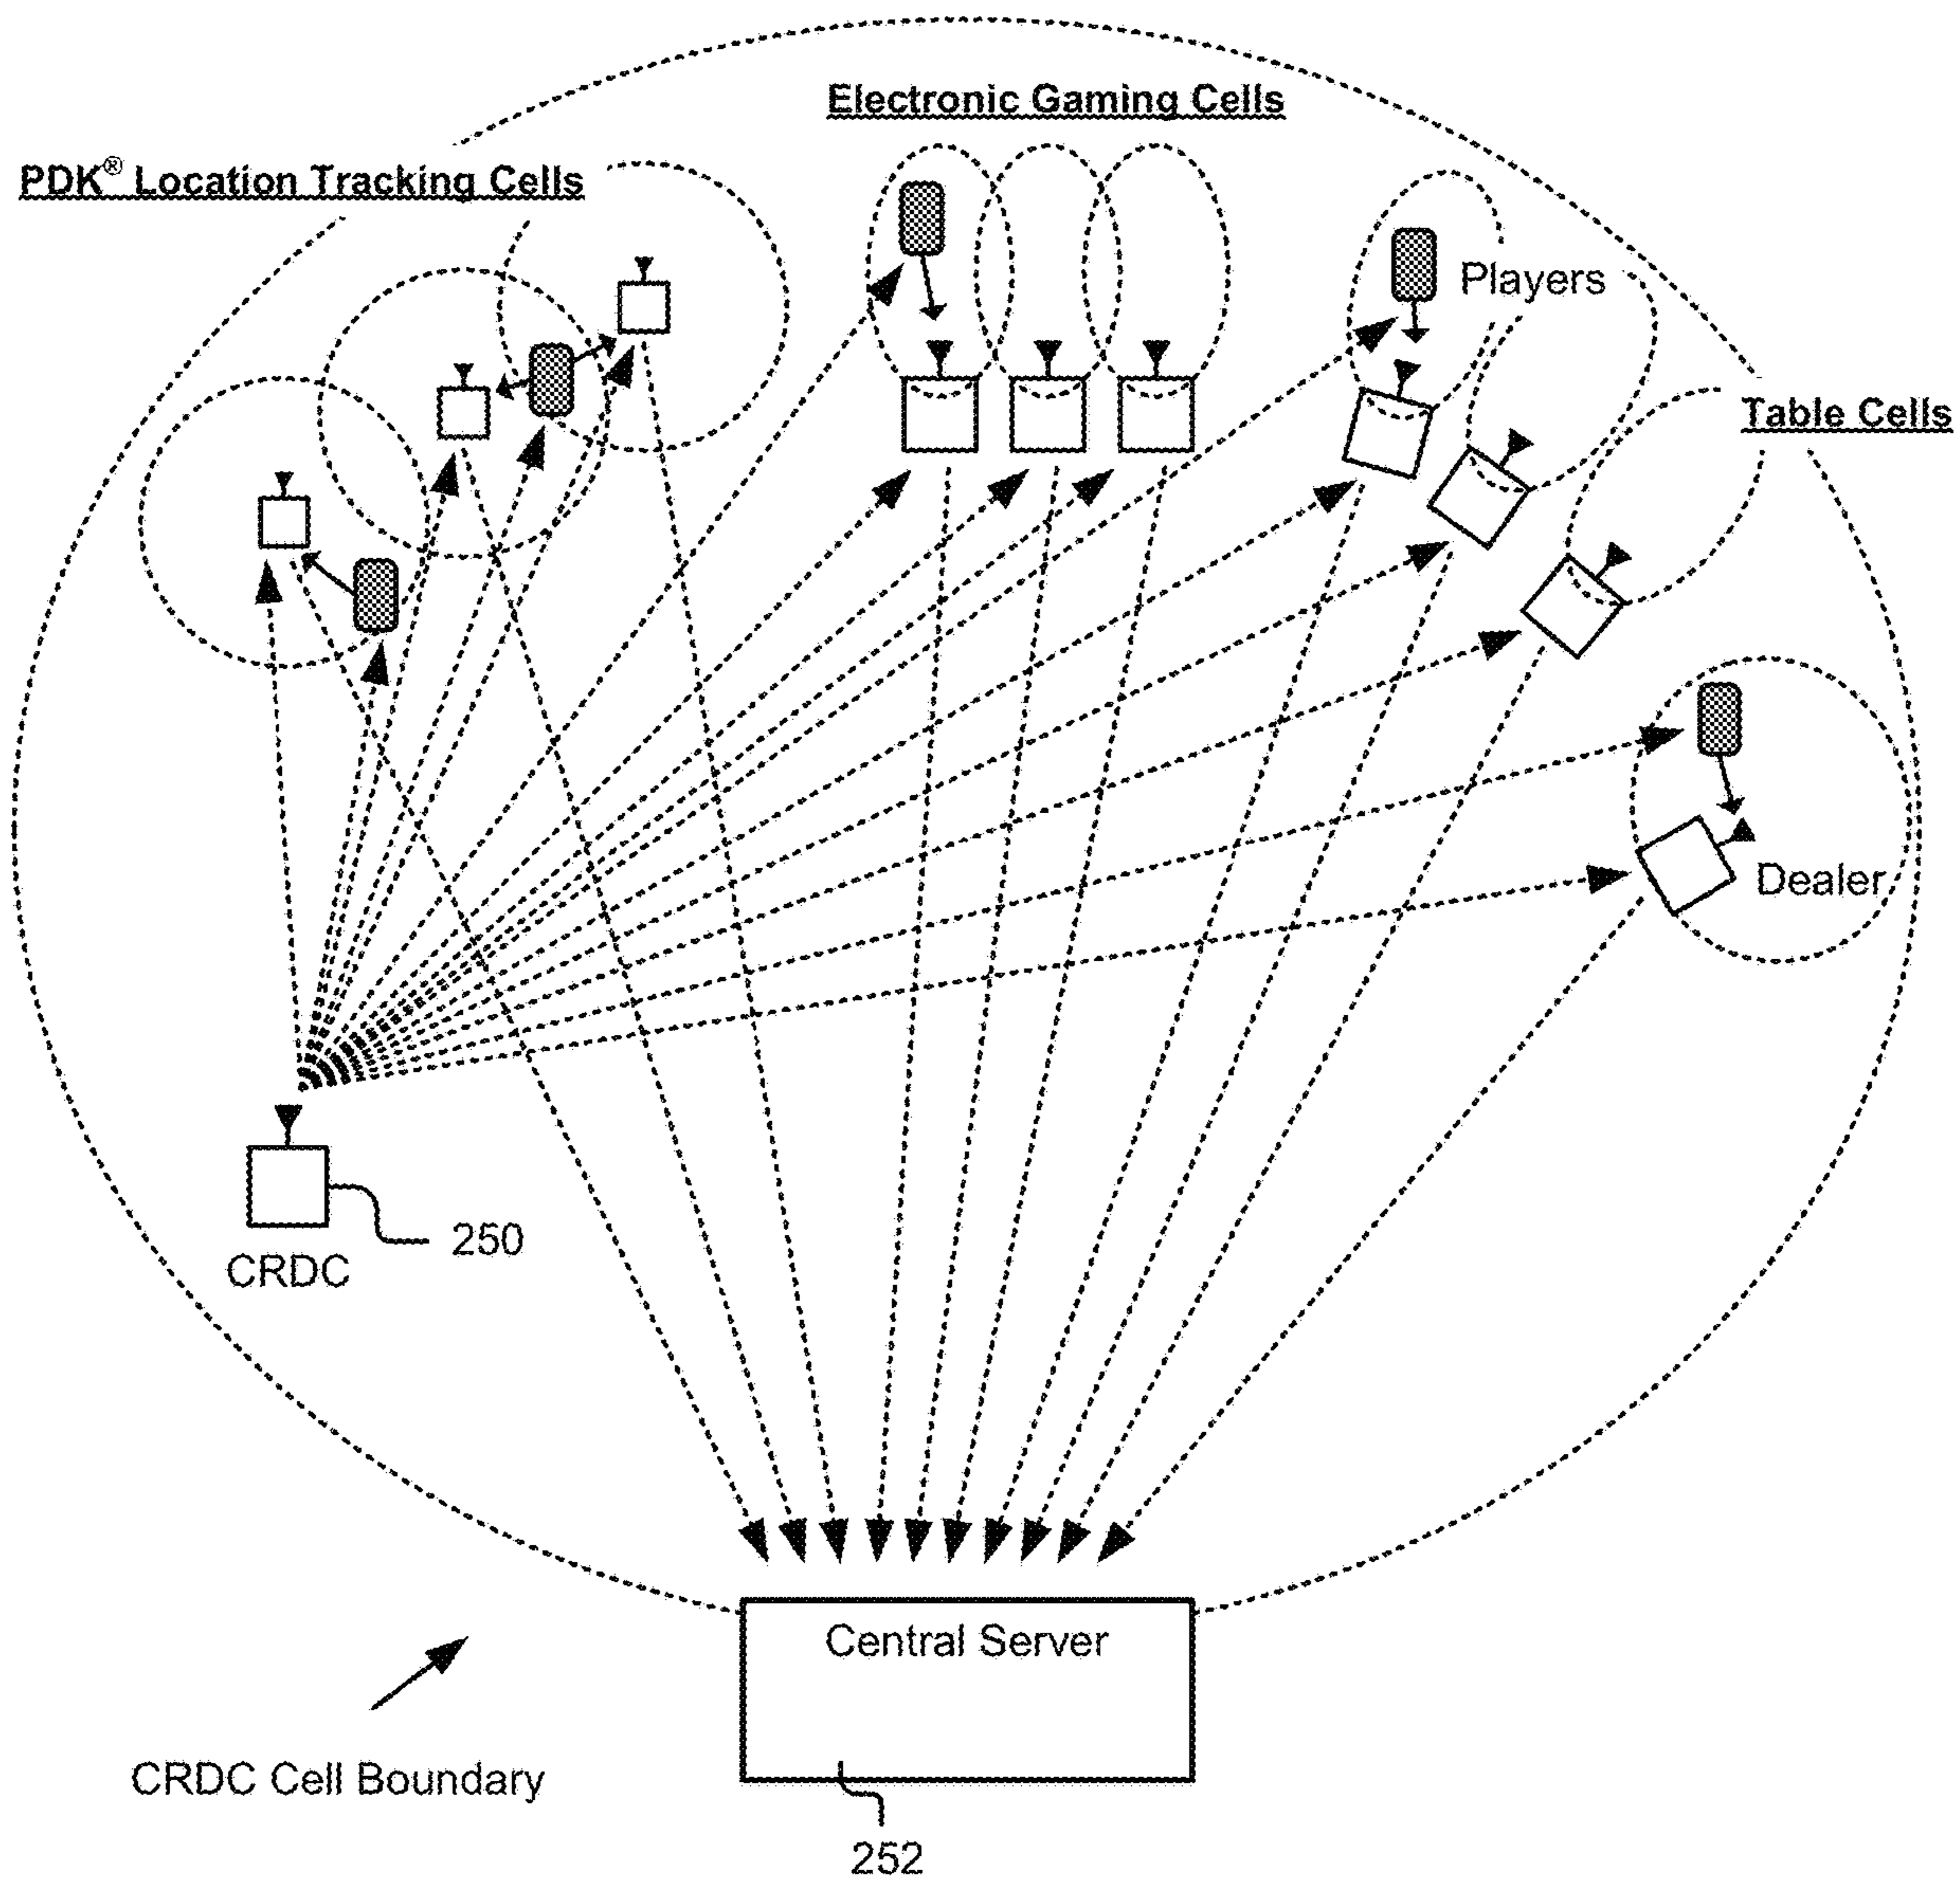 Electronic Gaming Cells
PDK® Location Tracking Cells
Players
Table Cells
Dealer
250
CRDC
Central Server
CRDC Cell Boundary
252